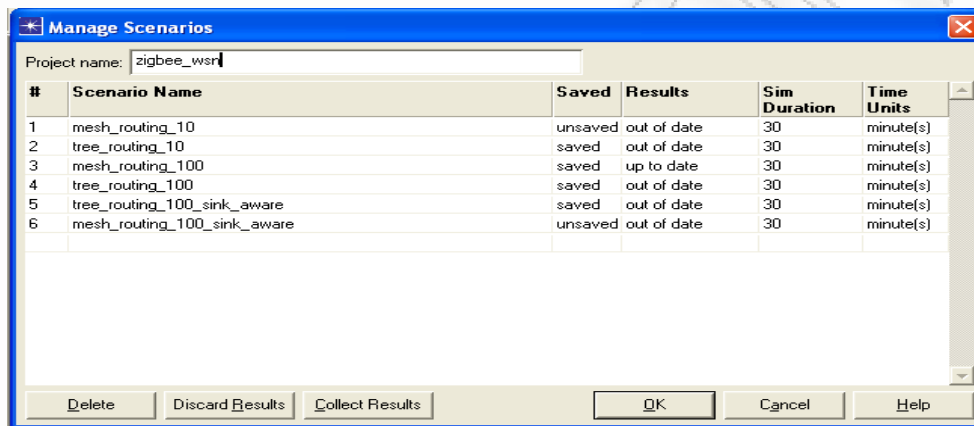 Manage Scenarios
Project name: zigbee_wsn
# Scenario Name Saved Results Sim Duration Time Units
1 mesh_routing_10 unsaved out of date 30 minute(s)
2 tree_routing_10 saved out of date 30 minute(s)
3 mesh_routing_100 saved up to date 30 minute(s)
4 tree_routing_100 saved out of date 30 minute(s)
5 tree_routing_100_sink_aware saved out of date 30 minute(s)
6 mesh_routing_100_sink_aware unsaved out of date 30 minute(s)
Delete Discard Results Collect Results OK Cancel Help